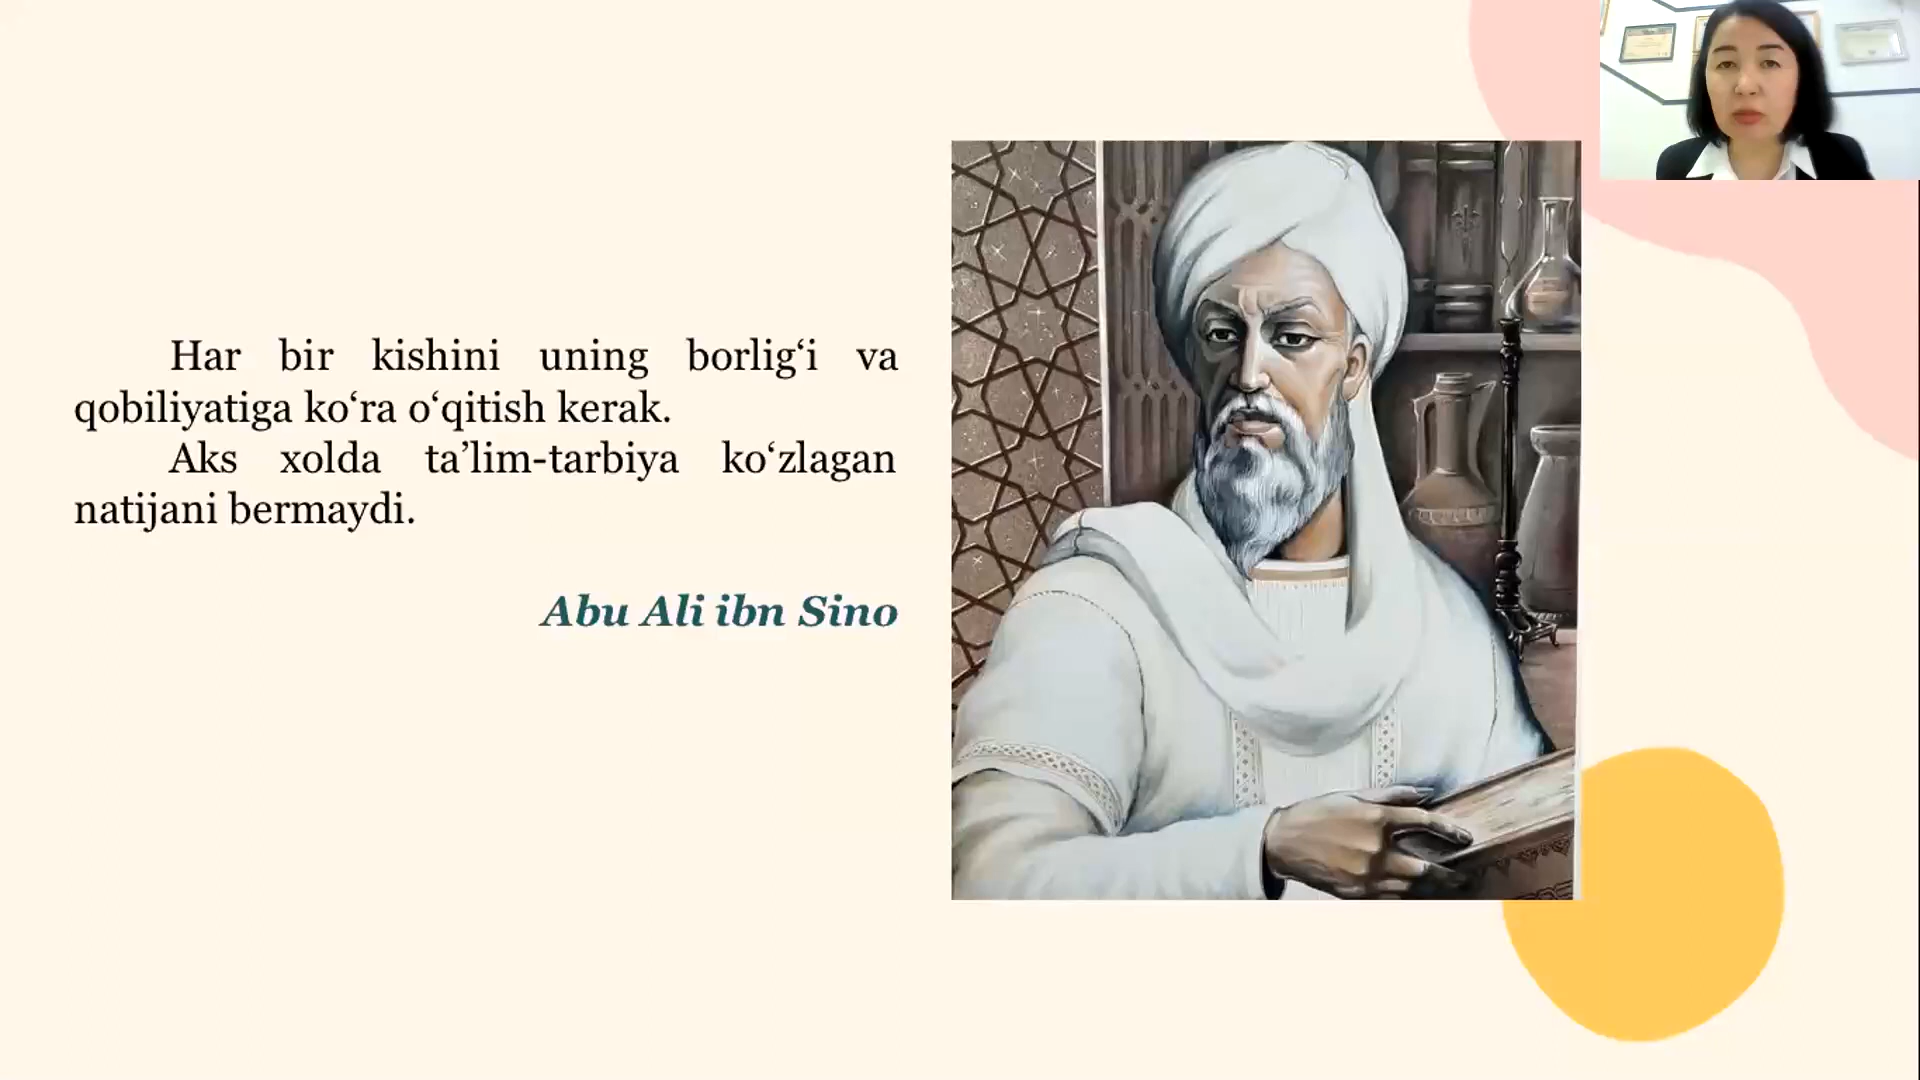 Har bir kishini uning borlig‘i va
qobiliyatiga ko‘ra o‘qitish kerak.
Aks xolda ta’lim-tarbiya ko‘zlagan
natijani bermaydi.
Abu Ali ibn Sino